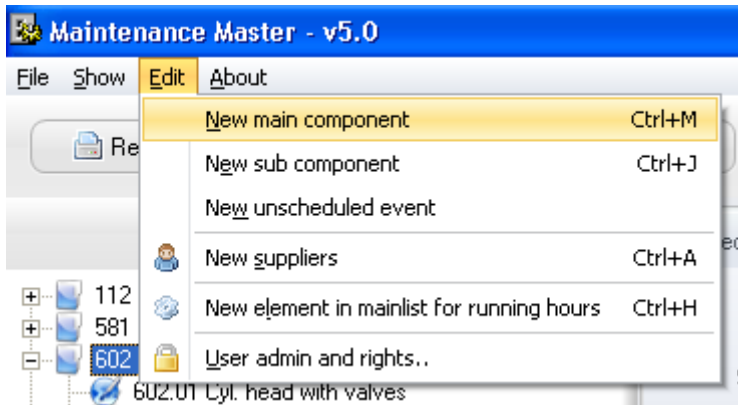 Maintenance Master - v5.0
File Show Edit About
New main component Ctrl+M
Re
New sub component Ctrl+J
New unscheduled event
New suppliers Ctrl+A
112
New element in mainlist for running hours Ctrl+H
581
602
User admin and rights..
602.01 Cyl. head with valves